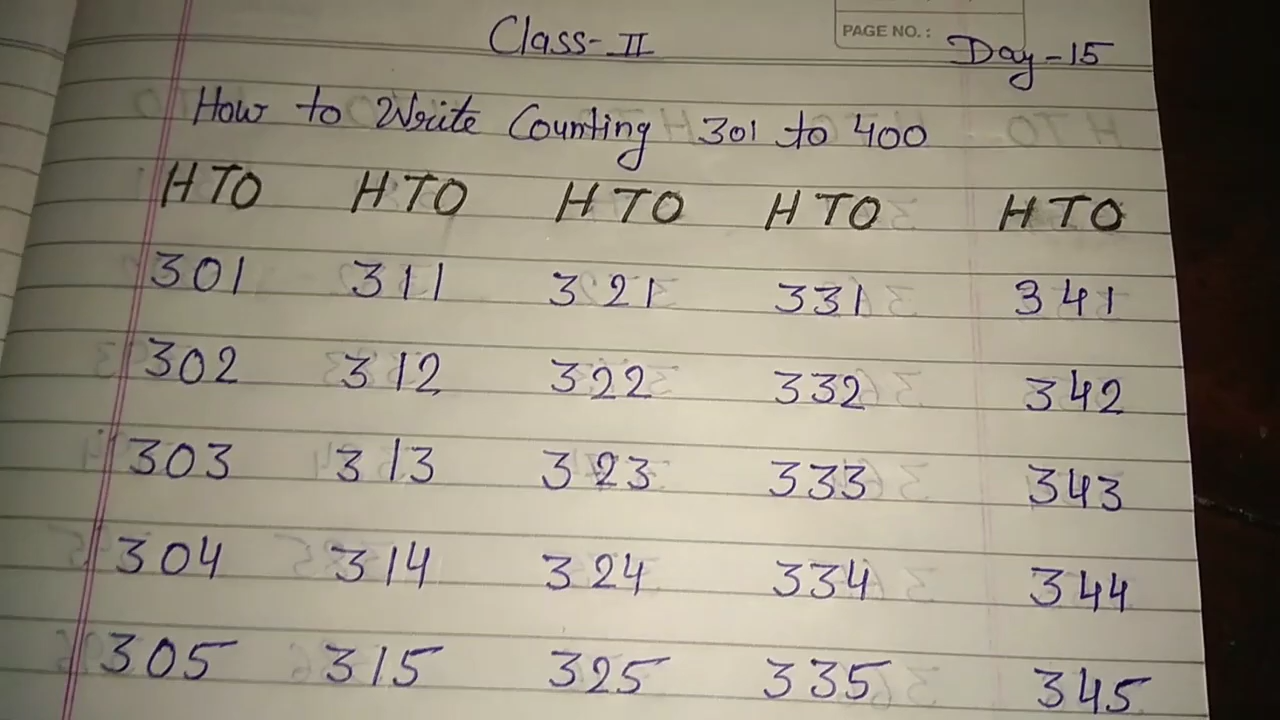 PAGE NO.:
Class-II Day-15
How to Write Counting 301 to 400
HTO HTO HTO HTO HTO
301 311 321 331 341
302 312 322 332 342
303 313 323 333 343
304 314 324 334 344
305 315 325 335 345